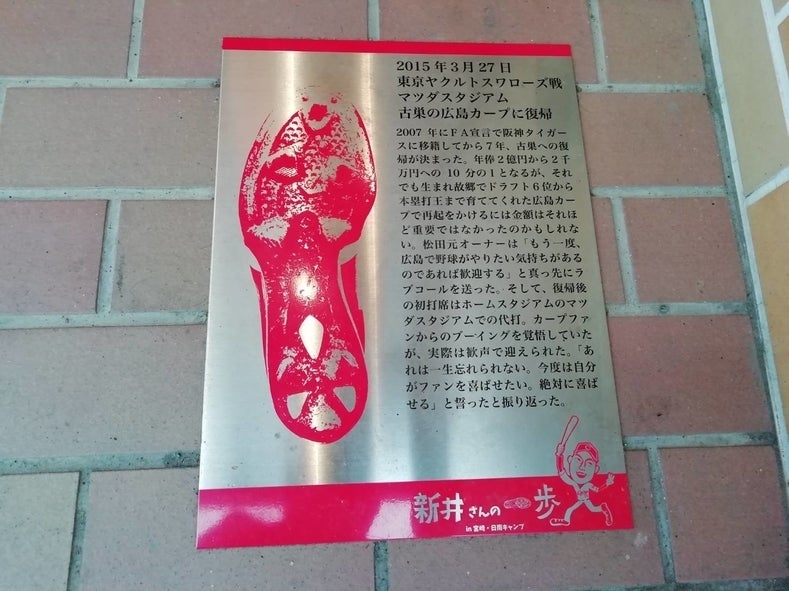 2015年3月27日
東京ヤクルトスワローズ戦
マツダスタジアム
古巣の広島カープに復帰
2007年にFA宣言で阪神タイガー
スに移籍してから7年、古巣への復
帰が決まった。年俸2億円から2千
万円への10分の1となるが、それ
でも生まれ故郷でドラフト6位から
本塁打王まで育ててくれた広島カー
プで再起をかけるには金額はそれほ
ど重要ではなかったのかもしれな
い。松田元オーナーは「もう一度、
広島で野球がやりたい気持ちがある
のであれば歓迎する」と真っ先にラ
ブコールを送った。そして、復帰後
の初打席はホームスタジアムのマツ
ダスタジアムでの代打。カープファ
ンからのブーイングを覚悟していた
が、実際は歓声で迎えられた。「あ
れは一生忘れられない。今度は自分
がファンを喜ばせたい。絶対に喜ば
せる」と誓ったと振り返った。
新井さんの一歩
in 宮崎・日南キャンプ